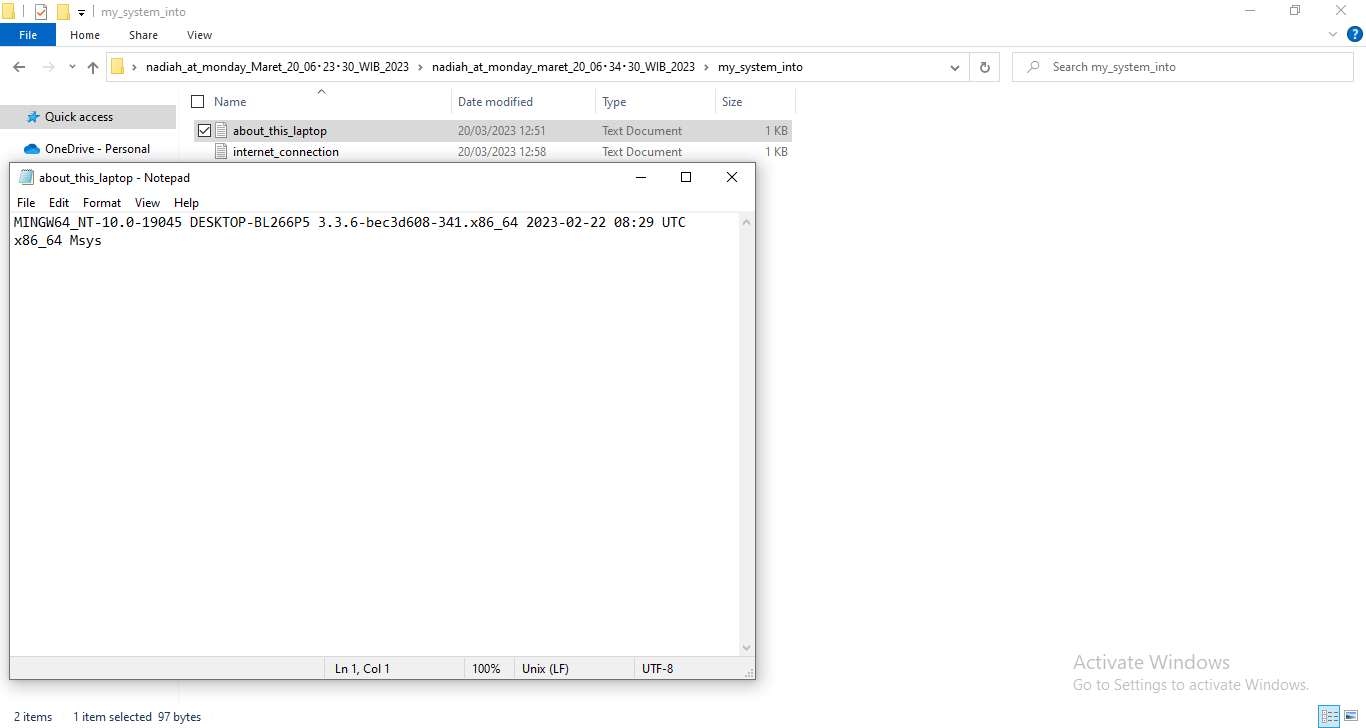 my_system_into
File Home Share View
nadiah_at_monday_Maret_20_06·23·30_WIB_2023 nadiah_at_monday_maret_20_06·34·30_WIB_2023 my_system_into Search my_system_into
Name Date modified Type Size
Quick access
about_this_laptop 20/03/2023 12:51 Text Document 1 KB
OneDrive - Personal
internet_connection 20/03/2023 12:58 Text Document 1 KB
about_this_laptop - Notepad
File Edit Format View Help
MINGW64_NT-10.0-19045 DESKTOP-BL266P5 3.3.6-bec3d608-341.x86_64 2023-02-22 08:29 UTC
x86_64 Msys
Ln 1, Col 1 100% Unix (LF) UTF-8
Activate Windows
Go to Settings to activate Windows.
2 items 1 item selected 97 bytes